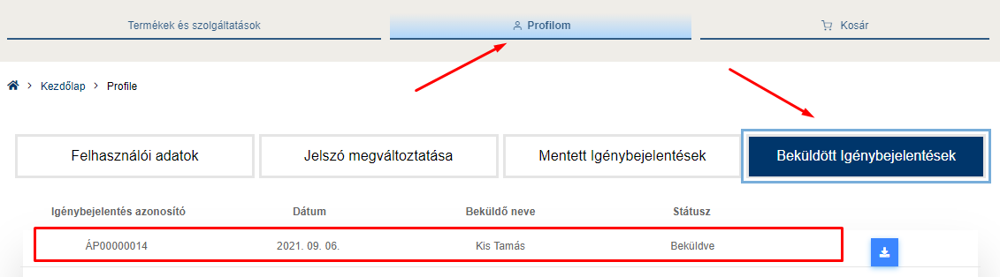 Termékek és szolgáltatások Profilom Kosár
Kezdőlap Profile
Felhasználói adatok Jelszó megváltoztatása Mentett Igénybejelentések Beküldött Igénybejelentések
Igénybejelentés azonosító Dátum Beküldő neve Státusz
ÁP00000014 2021. 09. 06. Kis Tamás Beküldve